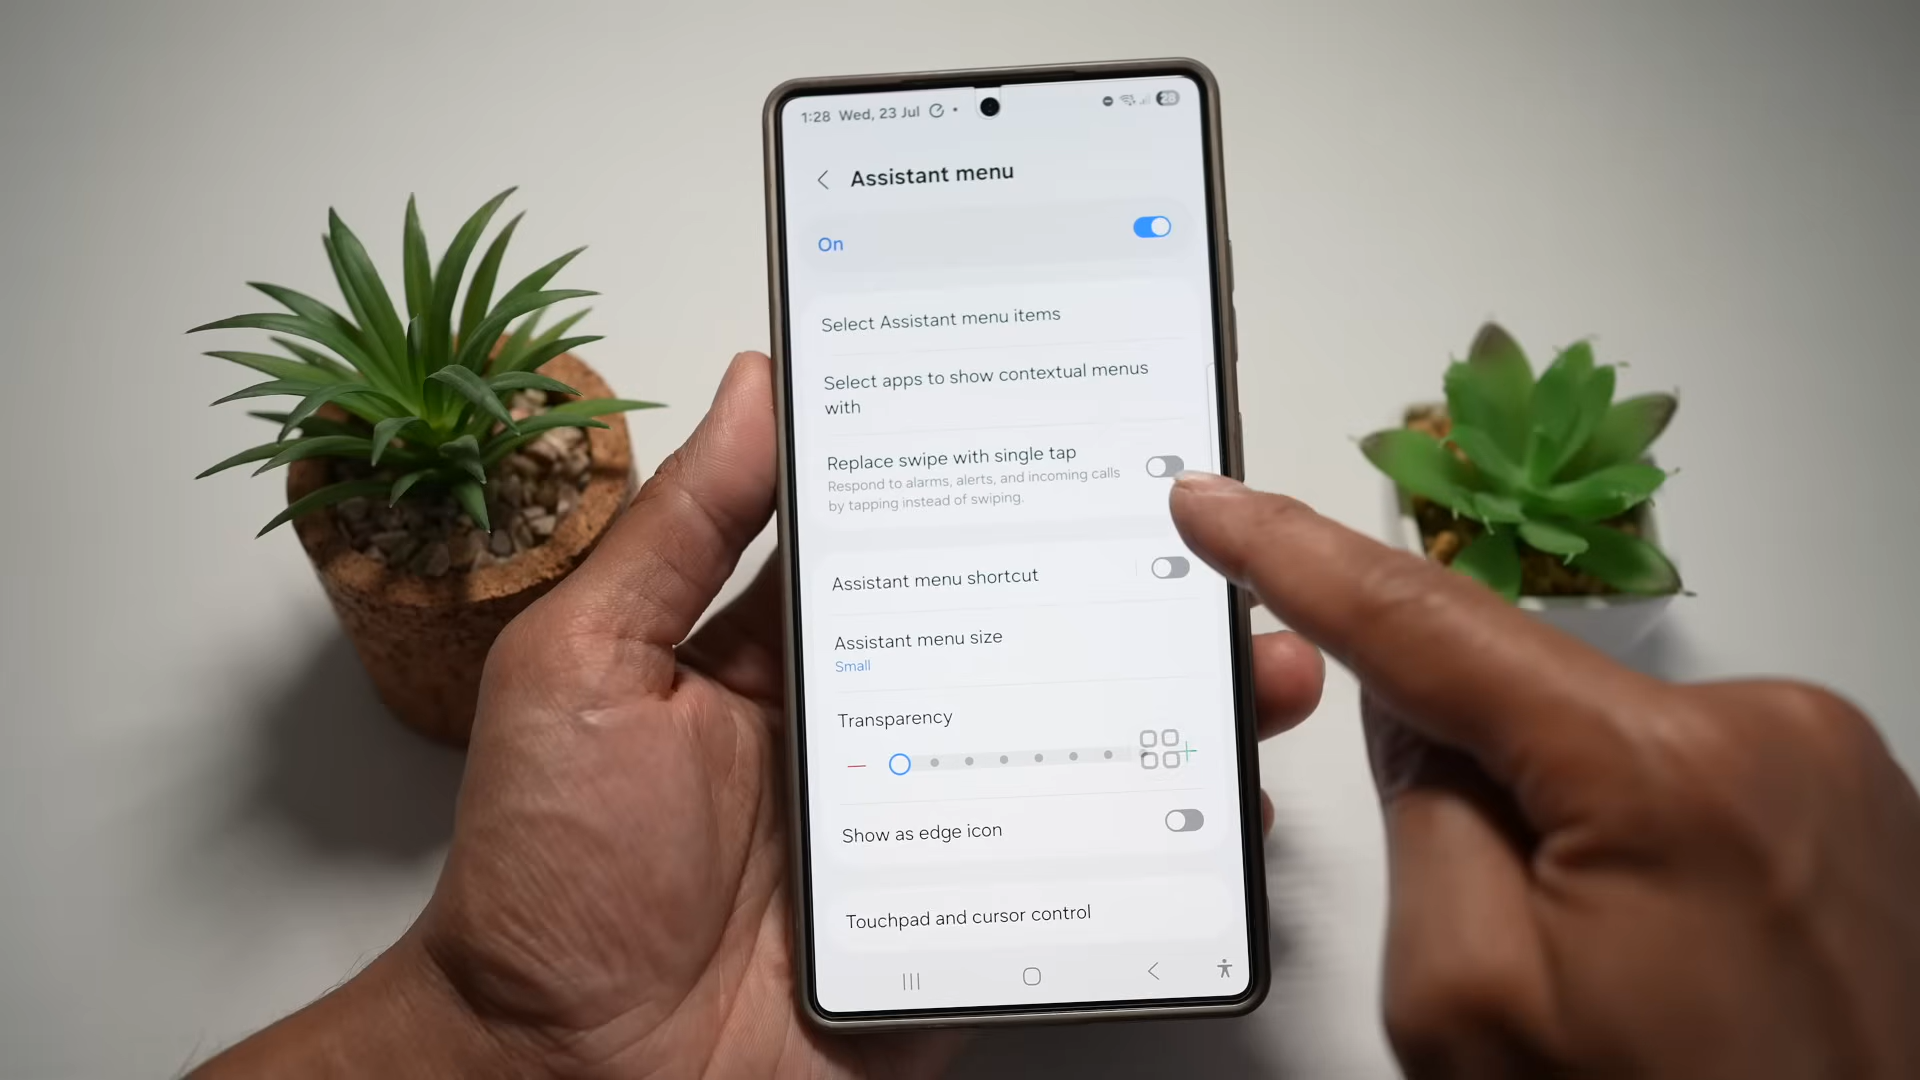 1:28 Wed, 23 Jul
28
Assistant menu
On
Select Assistant menu items
Select apps to show contextual menus
with
Replace swipe with single tap
Respond to alarms, alerts, and incoming calls
by tapping instead of swiping.
Assistant menu shortcut
Assistant menu size
Small
Transparency
Show as edge icon
Touchpad and cursor control